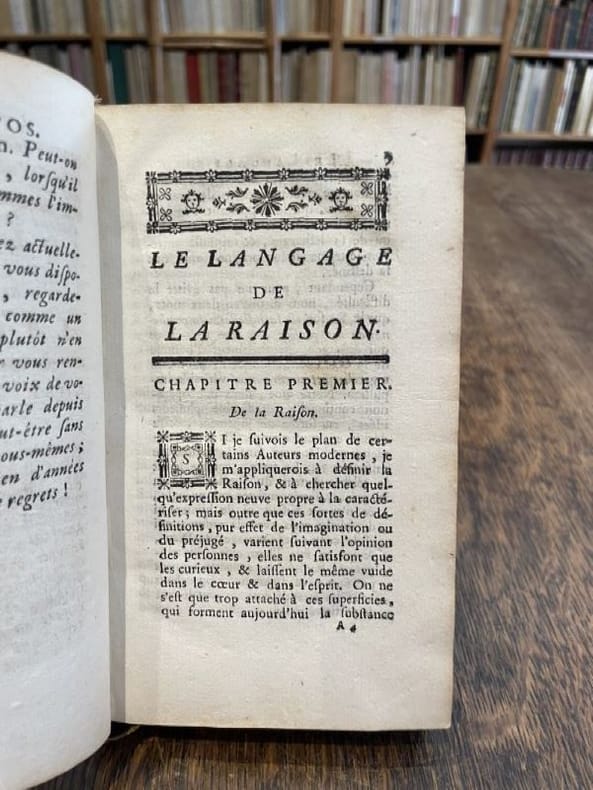 OS.
n. Peut-on
, lorſqu'il
mmes l'im-
?
ez actuelle-
vous diſpo-
, regarde-
comme un
plutôt n'en
r vous ren-
voix de vo-
arle depuis
ut-être ſans
ous-mêmes ;
en d'années
e regrets !
LE LANGAGE
DE
LA RAISON.
CHAPITRE PREMIER.
De la Raiſon.
SI je ſuivois le plan de cer-
tains Auteurs modernes, je
m'appliquerois à définir la
Raiſon, & à chercher quel-
qu'expreſſion neuve propre à la caracté-
riſer ; mais outre que ces ſortes de dé-
finitions, pur effet de l'imagination ou
du préjugé, varient ſuivant l'opinion
des perſonnes, elles ne ſatisfont que
les curieux, & laiſſent le même vuide
dans le cœur & dans l'eſprit. On ne
s'eſt que trop attaché à ces ſuperficies,
qui forment aujourd'hui la ſubſtance
A